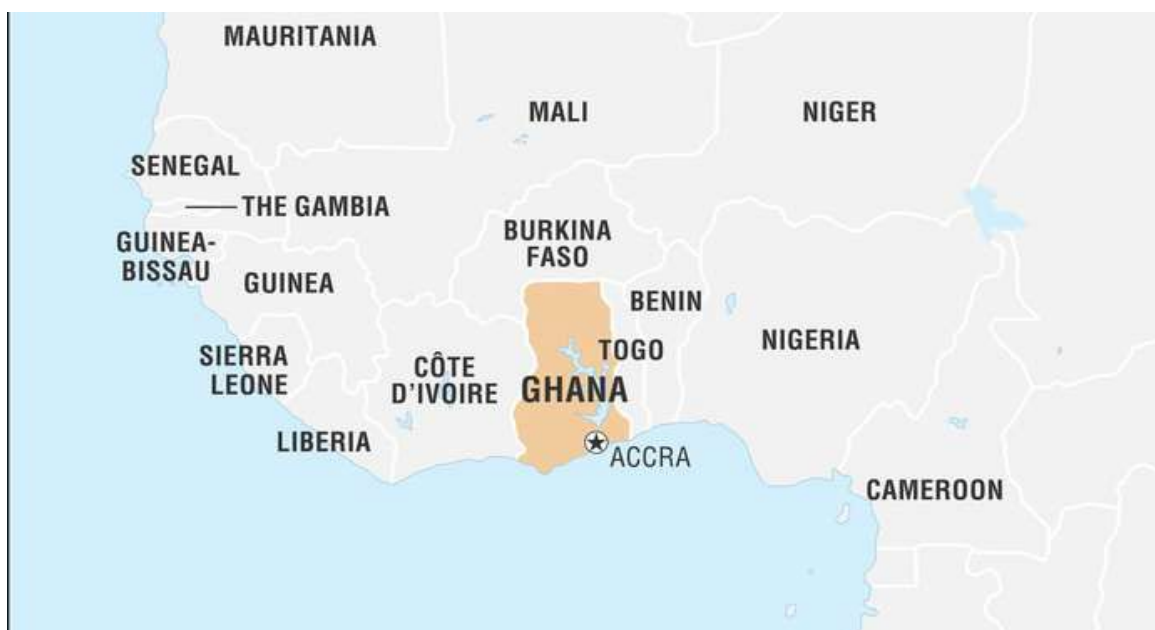 MAURITANIA
MALI
NIGER
SENEGAL
THE GAMBIA
GUINEA-
BISSAU
BURKINA
FASO
GUINEA
BENIN
NIGERIA
SIERRA
LEONE
CÔTE
D'IVOIRE
TOGO
GHANA
LIBERIA
ACCRA
CAMEROON